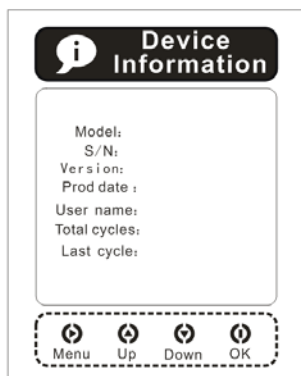 Device
Information
Model:
S/N:
Version:
Prod date :
User name:
Total cycles:
Last cycle:
Menu Up Down OK